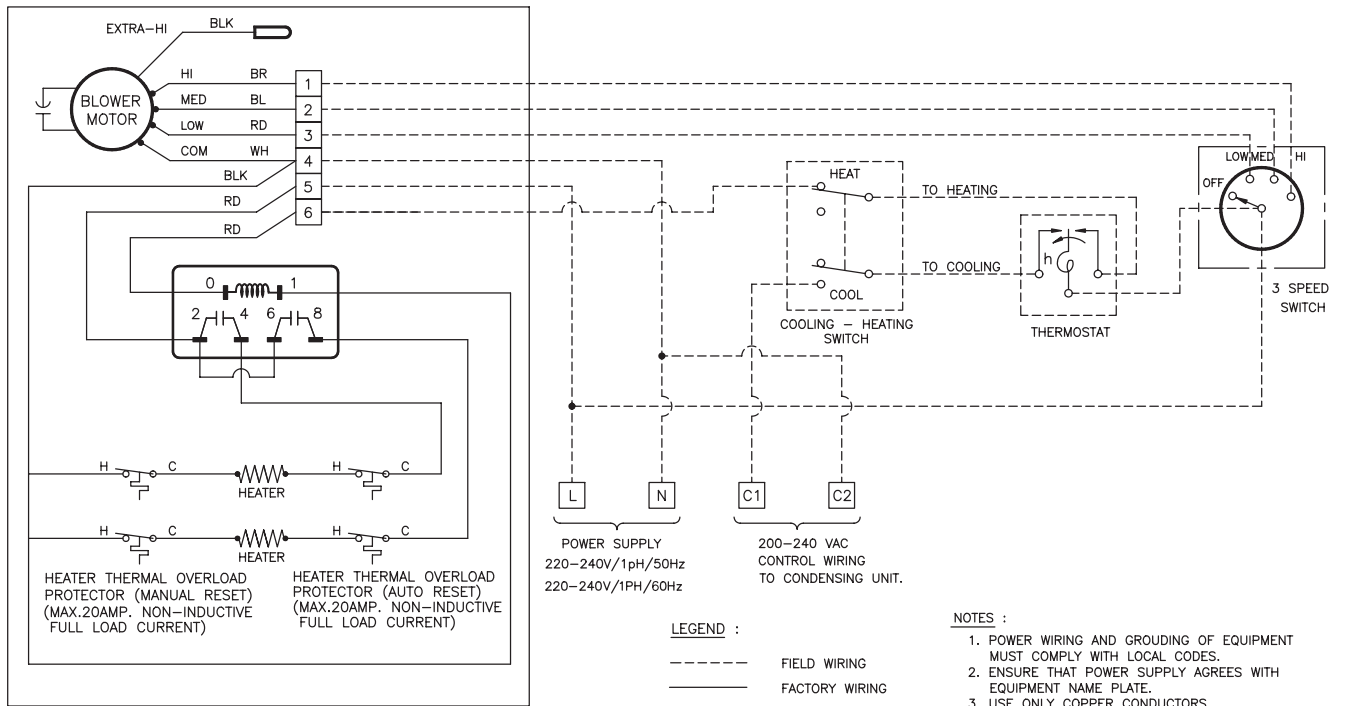 EXTRA-HI BLK
HI BR 1
BLOWER MOTOR
MED BL 2
LOW RD 3
COM WH 4
BLK
RD 5
RD 6
0 1
2 4 6 8
H C H C
HEATER
H C H C
HEATER
HEATER THERMAL OVERLOAD
PROTECTOR (MANUAL RESET)
(MAX.20AMP. NON-INDUCTIVE
FULL LOAD CURRENT)
HEATER THERMAL OVERLOAD
PROTECTOR (AUTO RESET)
(MAX.20AMP. NON-INDUCTIVE
FULL LOAD CURRENT)
HEAT
COOL
COOLING - HEATING
SWITCH
TO HEATING
TO COOLING
h
THERMOSTAT
LOW MED HI
OFF
3 SPEED
SWITCH
L N C1 C2
POWER SUPPLY
220-240V/1pH/50Hz
220-240V/1PH/60Hz
200-240 VAC
CONTROL WIRING
TO CONDENSING UNIT.
LEGEND :
FIELD WIRING
FACTORY WIRING
NOTES :
1. POWER WIRING AND GROUNDING OF EQUIPMENT
MUST COMPLY WITH LOCAL CODES.
2. ENSURE THAT POWER SUPPLY AGREES WITH
EQUIPMENT NAME PLATE.
3. USE ONLY COPPER CONDUCTORS